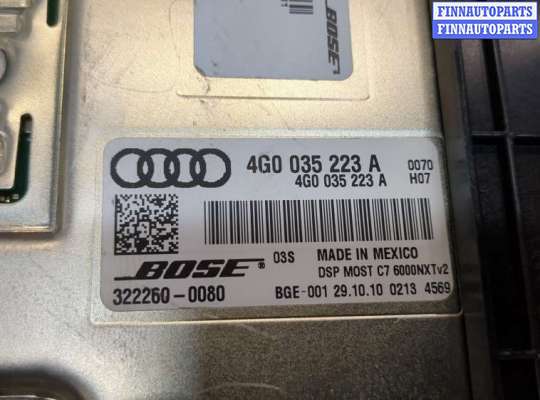 FINNAUTOPARTS
FINNAUTOPARTS
BOSE
4G0 035 223 A 0070
4G0 035 223 A H07
BOSE® 03S MADE IN MEXICO
DSP MOST C7 6000NXTv2
322260-0080 BGE-001 29.10.10 0213 4569